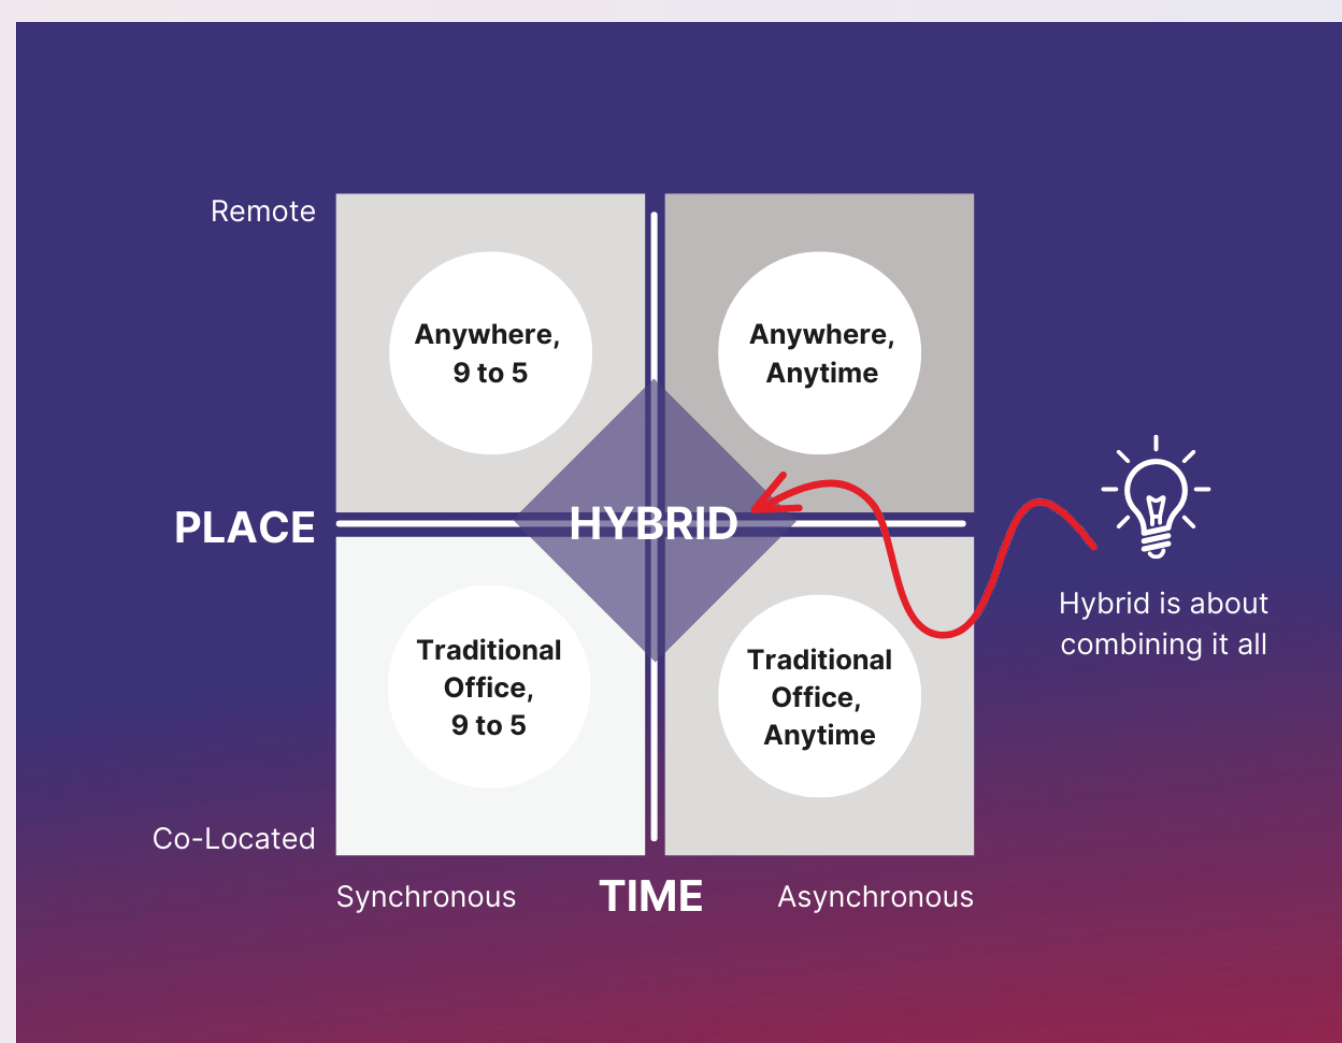 Remote
Anywhere,
9 to 5
Anywhere,
Anytime
PLACE
HYBRID
Hybrid is about
combining it all
Traditional
Office,
9 to 5
Traditional
Office,
Anytime
Co-Located
Synchronous
TIME
Asynchronous